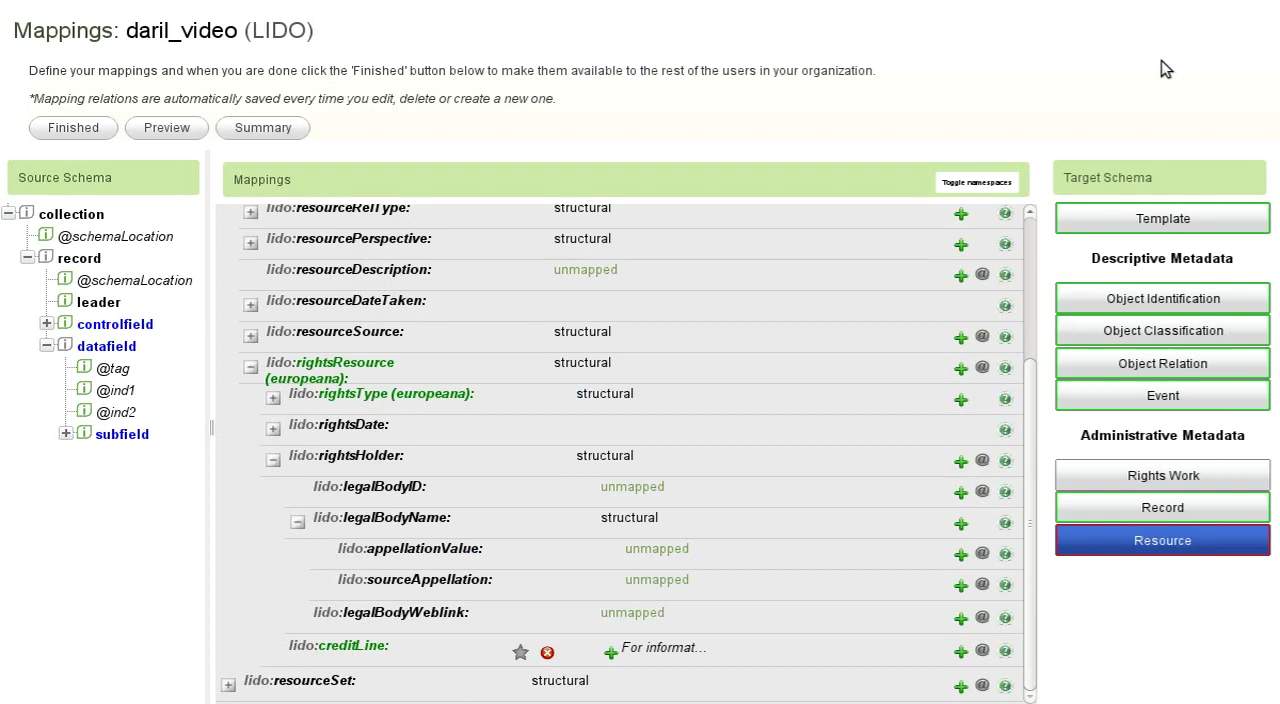 Mappings: daril_video (LIDO)
Define your mappings and when you are done click the 'Finished' button below to make them available to the rest of the users in your organization.
*Mapping relations are automatically saved every time you edit, delete or create a new one.
Finished Preview Summary
Source Schema
collection
@schemaLocation
record
@schemaLocation
leader
controlfield
datafield
@tag
@ind1
@ind2
subfield
Mappings Toggle namespaces
lido:resourceRelType: structural
lido:resourcePerspective: structural
lido:resourceDescription: unmapped
lido:resourceDateTaken:
lido:resourceSource: structural
lido:rightsResource structural
(europeana):
lido:rightsType (europeana): structural
lido:rightsDate:
lido:rightsHolder: structural
lido:legalBodyID: unmapped
lido:legalBodyName: structural
lido:appellationValue: unmapped
lido:sourceAppellation: unmapped
lido:legalBodyWeblink: unmapped
lido:creditLine: For informat...
lido:resourceSet: structural
Target Schema
Template
Descriptive Metadata
Object Identification
Object Classification
Object Relation
Event
Administrative Metadata
Rights Work
Record
Resource